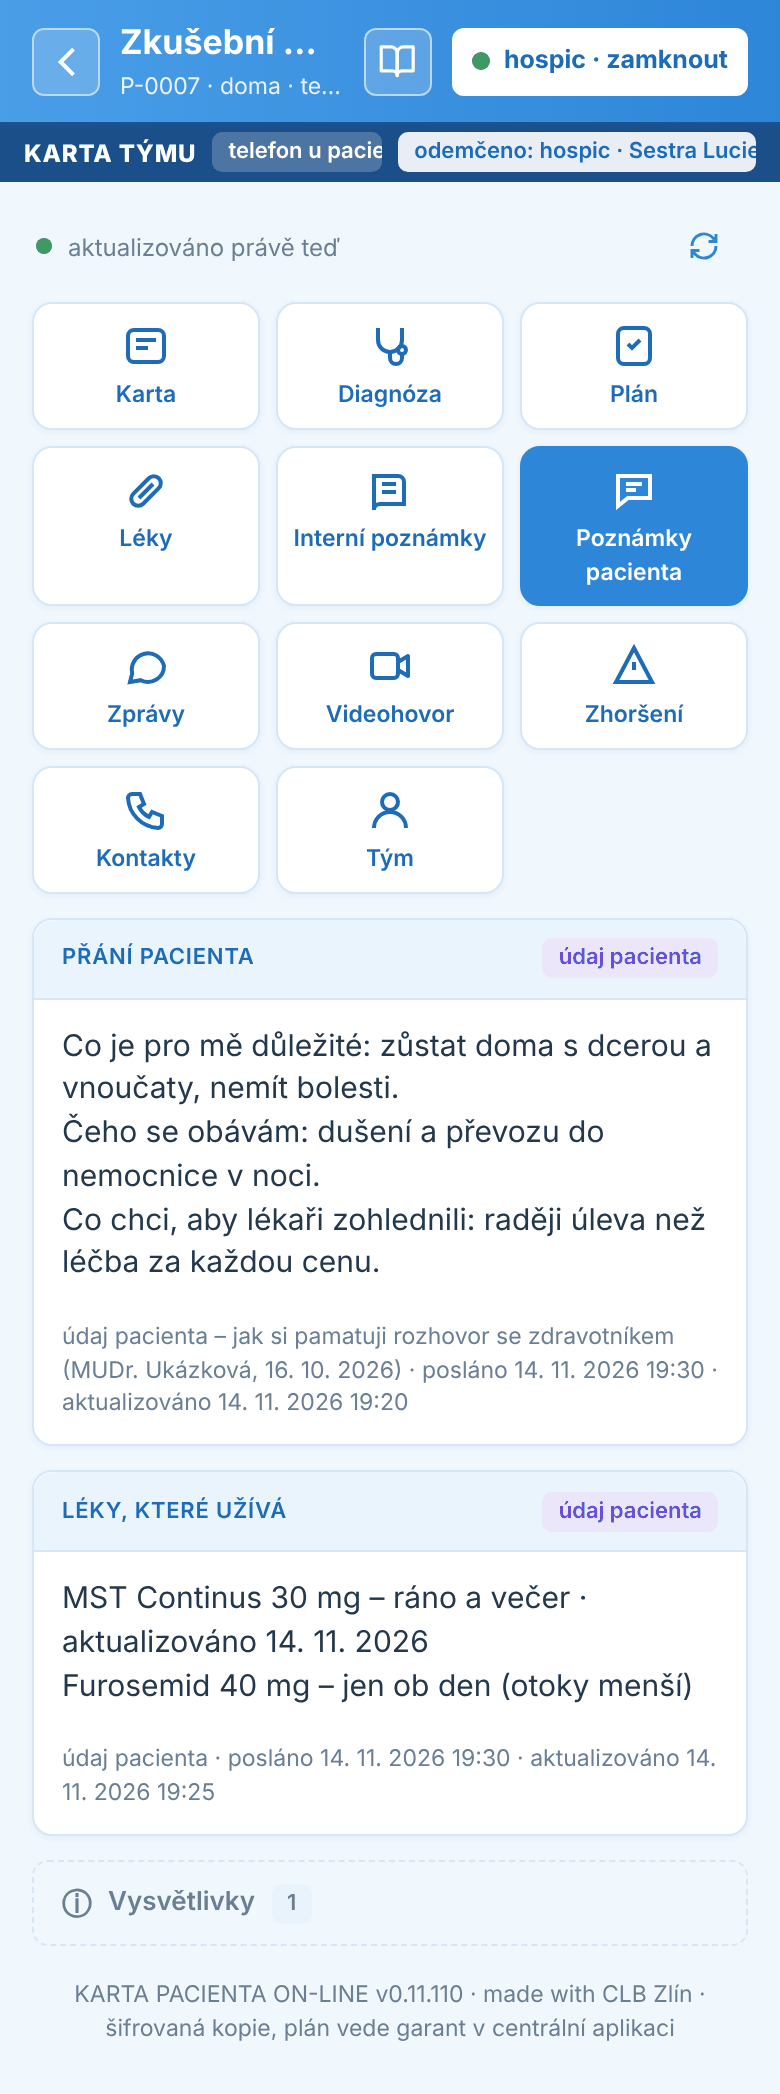 Zkušební ...
P-0007 · doma · te...
hospic · zamknout
KARTA TÝMU
telefon u pacie
odemčeno: hospic · Sestra Lucie
aktualizováno právě teď
Karta
Diagnóza
Plán
Léky
Interní poznámky
Poznámky
pacienta
Zprávy
Videohovor
Zhoršení
Kontakty
Tým
PŘÁNÍ PACIENTA
údaj pacienta
Co je pro mě důležité: zůstat doma s dcerou a
vnoučaty, nemít bolesti.
Čeho se obávám: dušení a převozu do
nemocnice v noci.
Co chci, aby lékaři zohlednili: raději úleva než
léčba za každou cenu.
údaj pacienta – jak si pamatuji rozhovor se zdravotníkem
(MUDr. Ukázková, 16. 10. 2026) · posláno 14. 11. 2026 19:30 ·
aktualizováno 14. 11. 2026 19:20
LÉKY, KTERÉ UŽÍVÁ
údaj pacienta
MST Continus 30 mg – ráno a večer ·
aktualizováno 14. 11. 2026
Furosemid 40 mg – jen ob den (otoky menší)
údaj pacienta · posláno 14. 11. 2026 19:30 · aktualizováno 14.
11. 2026 19:25
Vysvětlivky 1
KARTA PACIENTA ON-LINE v0.11.110 · made with CLB Zlín ·
šifrovaná kopie, plán vede garant v centrální aplikaci